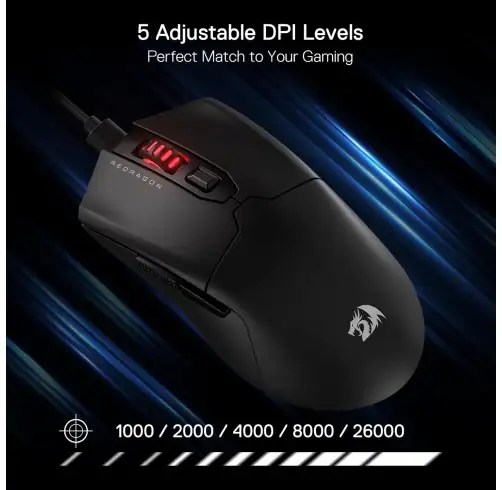 5 Adjustable DPI Levels
Perfect Match to Your Gaming
REDRAGON
1000 / 2000 / 4000 / 8000 / 26000